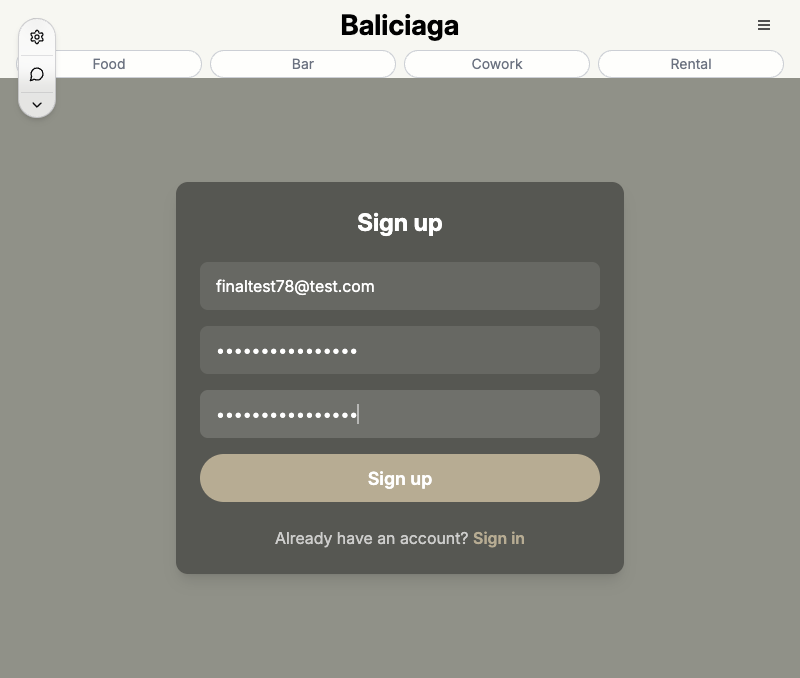 Baliciaga
Food
Bar
Cowork
Rental
Sign up
finaltest78@test.com
••••••••••••••••
••••••••••••••••
Sign up
Already have an account? Sign in